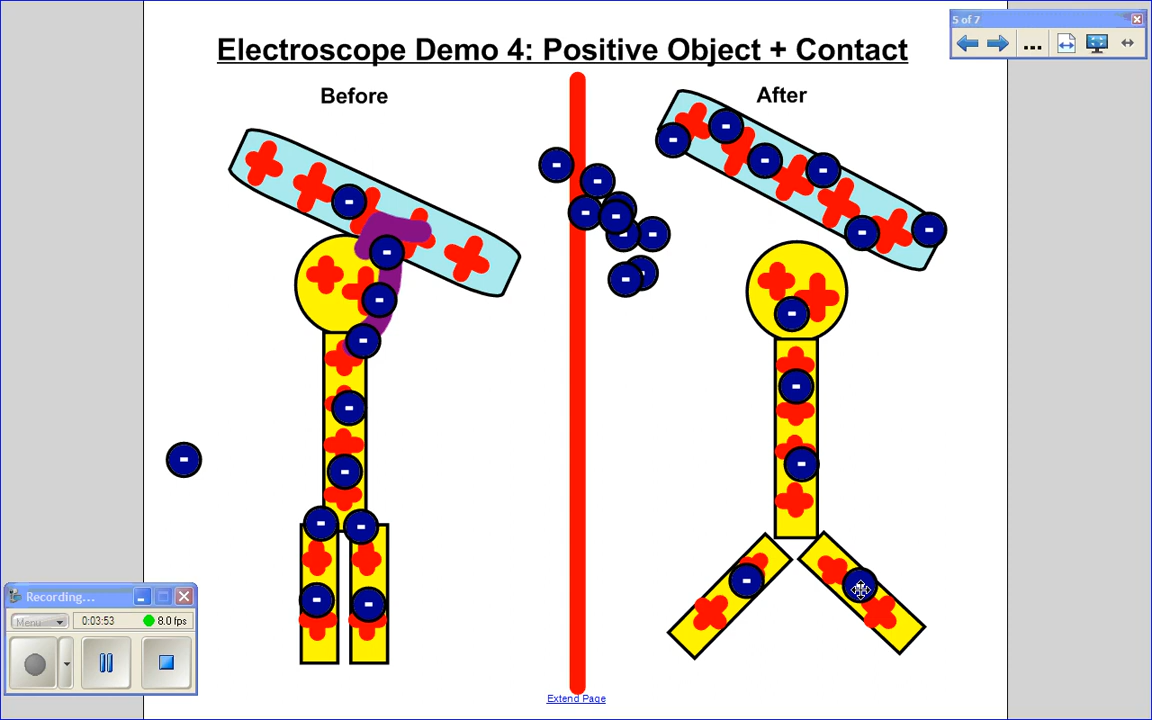 5 of 7
Electroscope Demo 4: Positive Object + Contact
Before
After
Recording...
Menu
0:03:53
8.0 fps
Extend Page